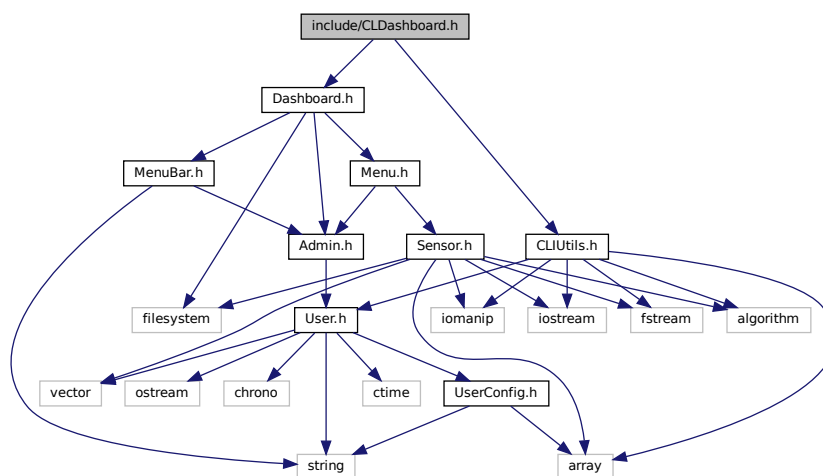 include/CLDashboard.h
Dashboard.h
MenuBar.h
Menu.h
Admin.h
Sensor.h
CLIUtils.h
filesystem
User.h
iomanip
iostream
fstream
algorithm
vector
ostream
chrono
ctime
UserConfig.h
string
array